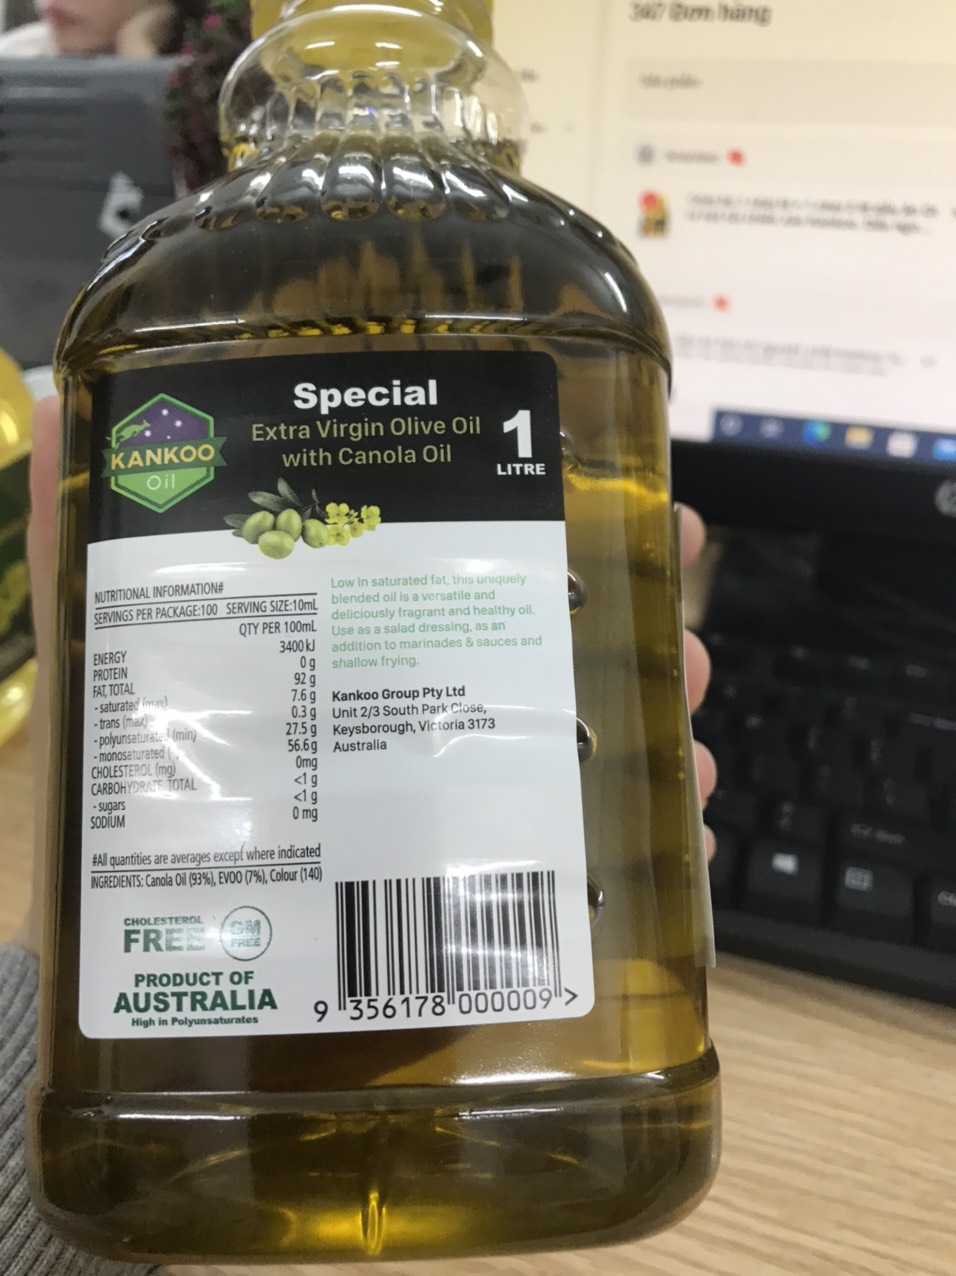 347 Đơn hàng
Special
Extra Virgin Olive Oil
with Canola Oil
1
LITRE
KANKOO
Oil
NUTRITIONAL INFORMATION#
SERVINGS PER PACKAGE:100 SERVING SIZE:10mL
QTY PER 100mL
ENERGY 3400 kJ
PROTEIN 0 g
FAT, TOTAL 92 g
- saturated (max) 7.6 g
- trans (max) 0.3 g
- polyunsaturated (min) 27.5 g
- monosaturated 56.6 g
CHOLESTEROL (mg) 0mg
CARBOHYDRATE TOTAL <1 g
- sugars <1 g
SODIUM 0 mg
#All quantities are averages except where indicated
INGREDIENTS: Canola Oil (93%), EVOO (7%), Colour (140)
Low in saturated fat, this uniquely
blended oil is a versatile and
deliciously fragrant and healthy oil.
Use as a salad dressing, as an
addition to marinades & sauces and
shallow frying.
Kankoo Group Pty Ltd
Unit 2/3 South Park Close,
Keysborough, Victoria 3173
Australia
CHOLESTEROL
FREE
GM
FREE
PRODUCT OF
AUSTRALIA
High in Polyunsaturates
9 356178 000009 >